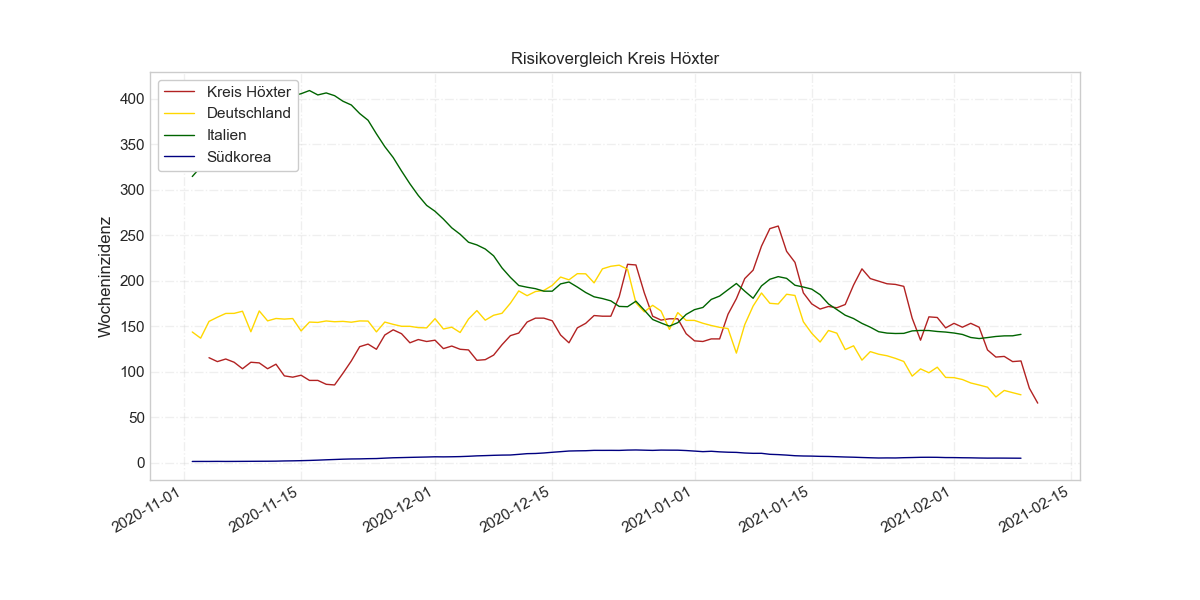 Risikovergleich Kreis Höxter
Kreis Höxter
Deutschland
Italien
Südkorea
Wocheninzidenz
400
350
300
250
200
150
100
50
0
2020-11-01
2020-11-15
2020-12-01
2020-12-15
2021-01-01
2021-01-15
2021-02-01
2021-02-15